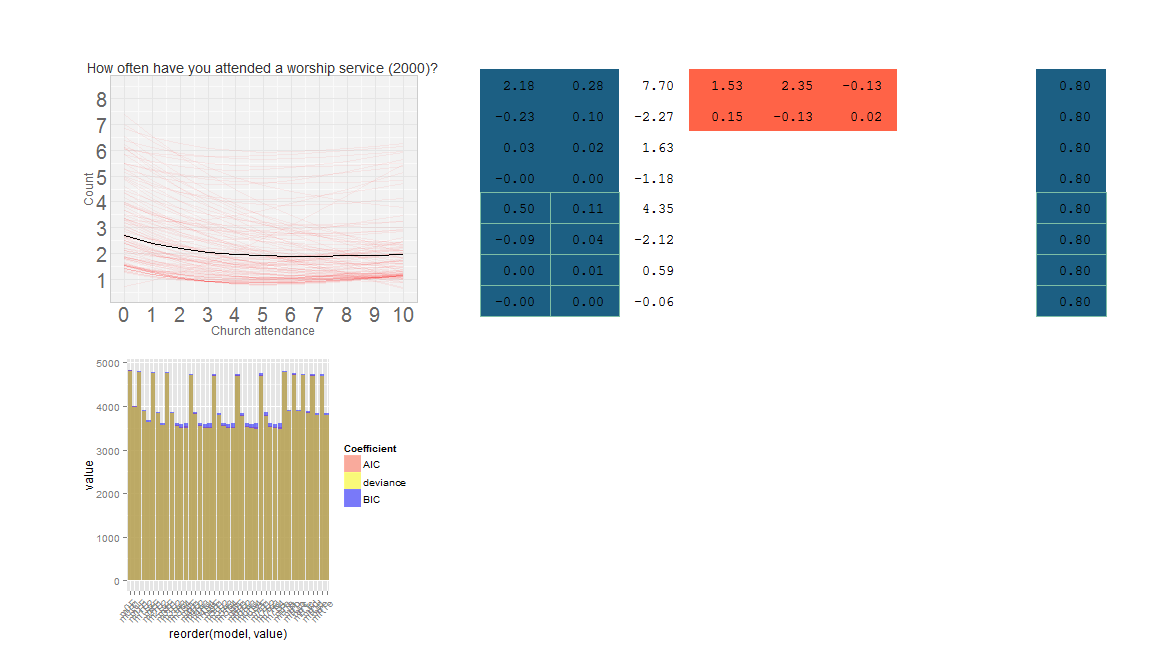 How often have you attended a worship service (2000)?
8
7
6
5
4
3
2
1
Count
0 1 2 3 4 5 6 7 8 9 10
Church attendance
2.18 0.28 7.70 1.53 2.35 -0.13 0.80
-0.23 0.10 -2.27 0.15 -0.13 0.02 0.80
0.03 0.02 1.63 0.80
-0.00 0.00 -1.18 0.80
0.50 0.11 4.35 0.80
-0.09 0.04 -2.12 0.80
0.00 0.01 0.59 0.80
-0.00 0.00 -0.06 0.80
5000
4000
3000
2000
1000
0
value
reorder(model, value)
Coefficient
AIC
deviance
BIC